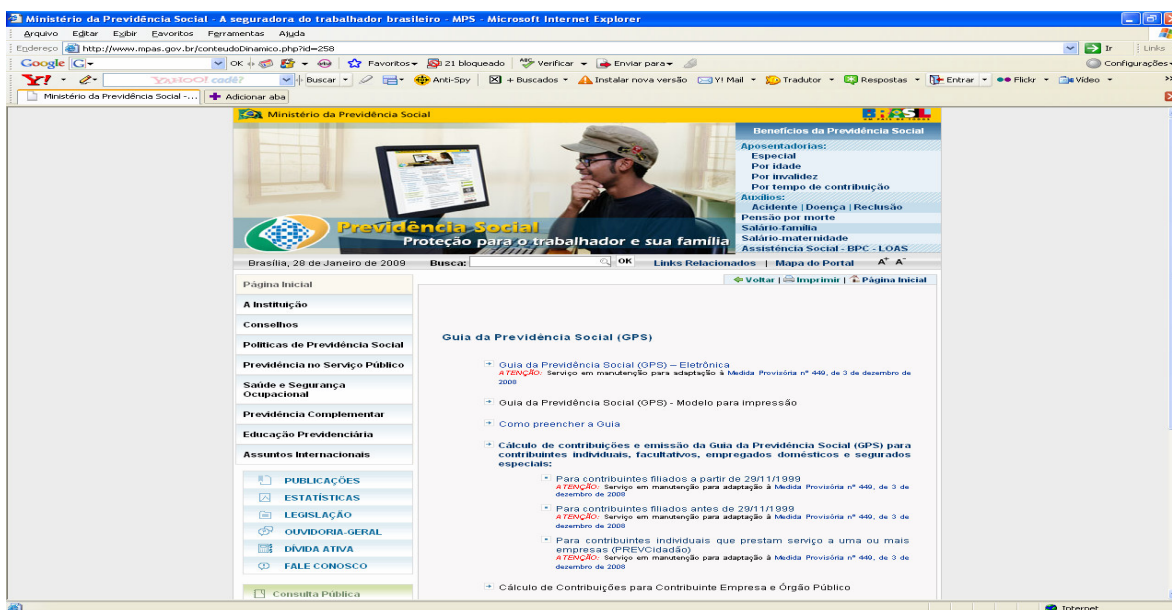 Ministério da Previdência Social - A seguradora do trabalhador brasileiro - MPS - Microsoft Internet Explorer
Arquivo Editar Exibir Favoritos Ferramentas Ajuda
Endereço http://www.mpas.gov.br/conteudoDinamico.php?id=258 Ir Links
Google G OK Favoritos 21 bloqueado Verificar Enviar para Configurações
Y! YAHOO! cadê? Buscar Anti-Spy + Buscados Instalar nova versão Y! Mail Tradutor Respostas Entrar Flickr Vídeo
Ministério da Previdência Social -... Adicionar aba
Ministério da Previdência Social
BRASIL
Benefícios da Previdência Social
Aposentadorias:
Especial
Por idade
Por invalidez
Por tempo de contribuição
Auxílios:
Acidente | Doença | Reclusão
Pensão por morte
Salário-família
Salário-maternidade
Assistência Social - BPC - LOAS
Previdência Social
Proteção para o trabalhador e sua família
Brasília, 28 de Janeiro de 2009 Busca: OK Links Relacionados | Mapa do Portal A+ A-
Voltar | Imprimir | Página Inicial
Página Inicial
A Instituição
Conselhos
Políticas de Previdência Social
Previdência no Serviço Público
Saúde e Segurança
Ocupacional
Previdência Complementar
Educação Previdenciária
Assuntos Internacionais
PUBLICAÇÕES
ESTATÍSTICAS
LEGISLAÇÃO
OUVIDORIA-GERAL
DÍVIDA ATIVA
FALE CONOSCO
Consulta Pública
Guia da Previdência Social (GPS)
Guia da Previdência Social (GPS) – Eletrônica
ATENÇÃO: Serviço em manutenção para adaptação à Medida Provisória nº 449, de 3 de dezembro de
2008
Guia da Previdência Social (GPS) - Modelo para impressão
Como preencher a Guia
Cálculo de contribuições e emissão da Guia da Previdência Social (GPS) para
contribuintes individuais, facultativos, empregados domésticos e segurados
especiais:
Para contribuintes filiados a partir de 29/11/1999
ATENÇÃO: Serviço em manutenção para adaptação à Medida Provisória nº 449, de 3 de
dezembro de 2008
Para contribuintes filiados antes de 29/11/1999
ATENÇÃO: Serviço em manutenção para adaptação à Medida Provisória nº 449, de 3 de
dezembro de 2008
Para contribuintes individuais que prestam serviço a uma ou mais
empresas (PREVCidadão)
ATENÇÃO: Serviço em manutenção para adaptação à Medida Provisória nº 449, de 3 de
dezembro de 2008
Cálculo de Contribuições para Contribuinte Empresa e Órgão Público
Internet